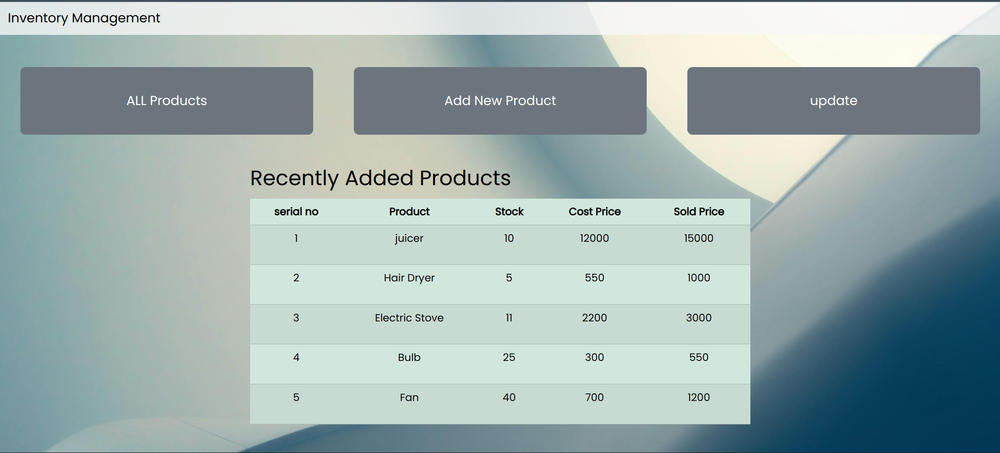 Inventory Management
ALL Products Add New Product update
Recently Added Products
serial no Product Stock Cost Price Sold Price
1 juicer 10 12000 15000
2 Hair Dryer 5 550 1000
3 Electric Stove 11 2200 3000
4 Bulb 25 300 550
5 Fan 40 700 1200